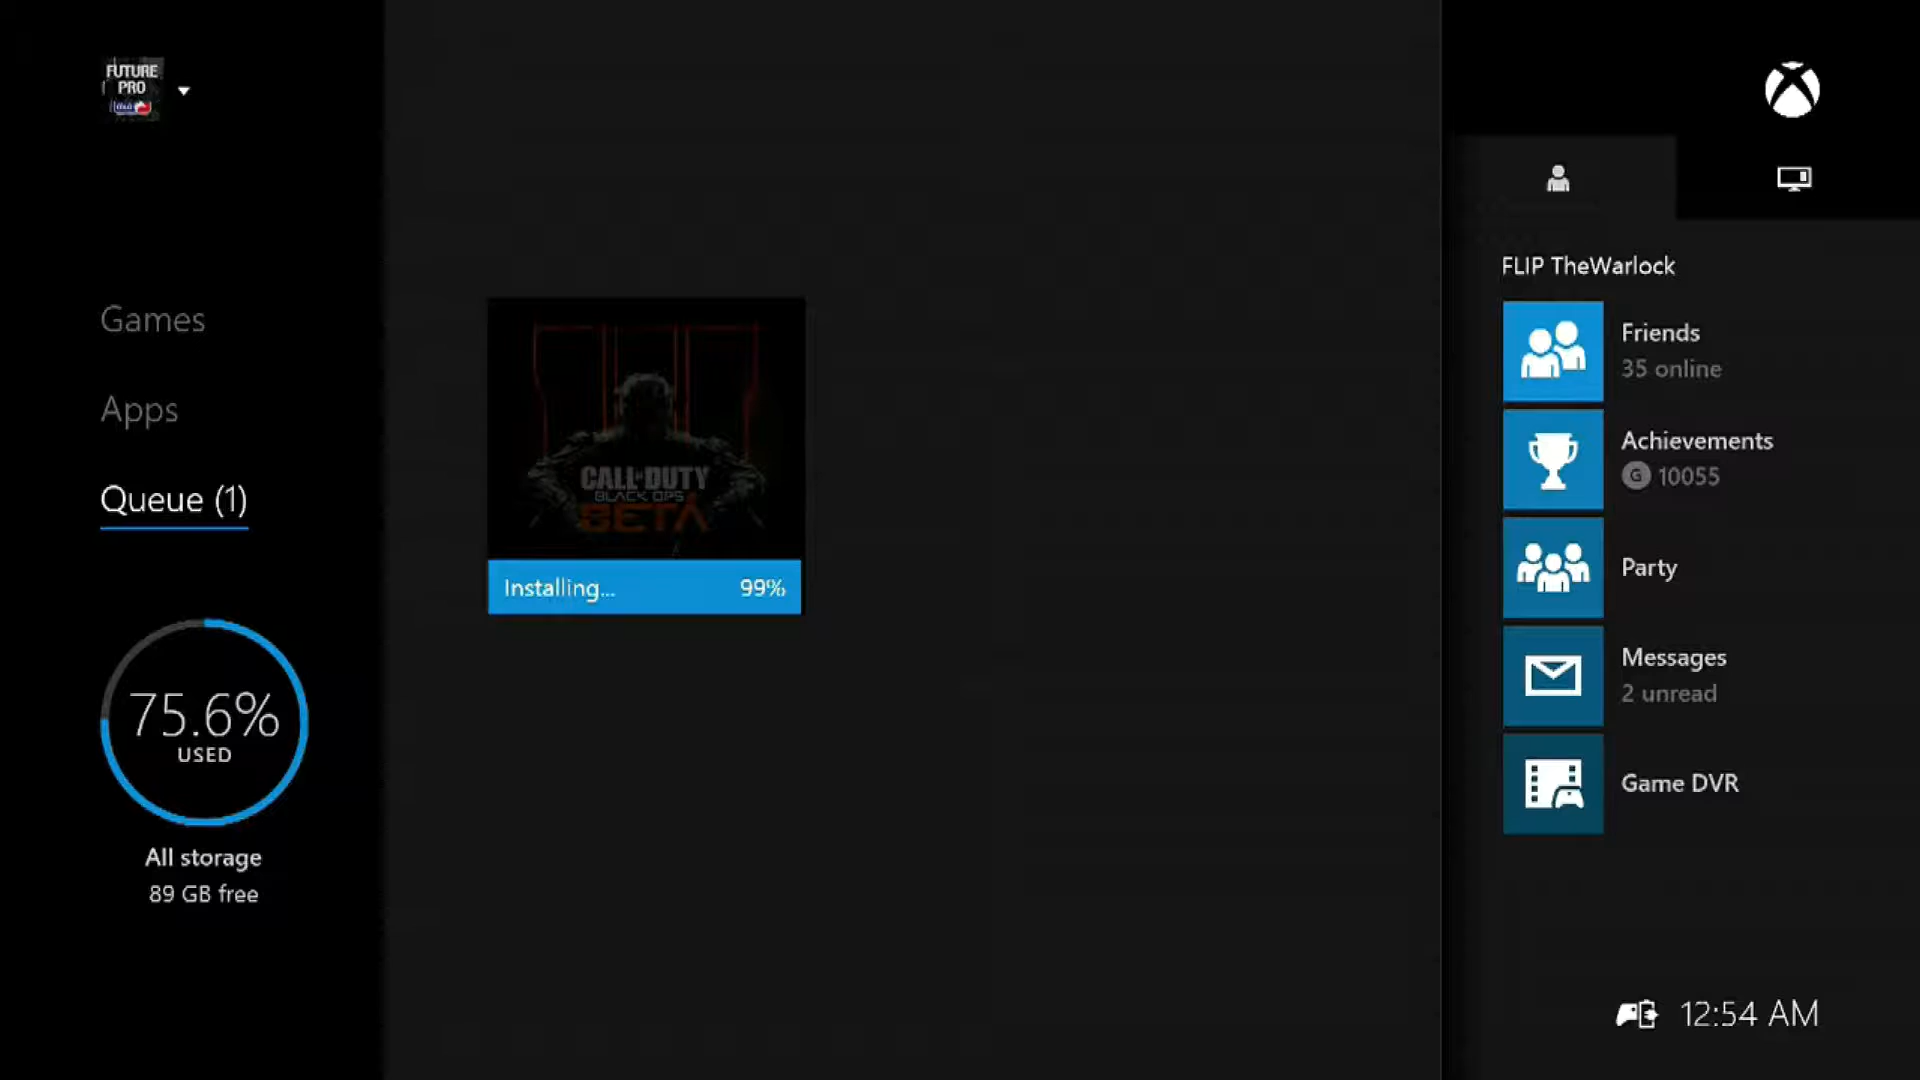 FUTURE
PRO
Games
Apps
Queue (1)
75.6%
USED
All storage
89 GB free
CALL OF DUTY
BLACK OPS
BETA
Installing...
99%
FLIP TheWarlock
Friends
35 online
Achievements
G 10055
Party
Messages
2 unread
Game DVR
12:54 AM